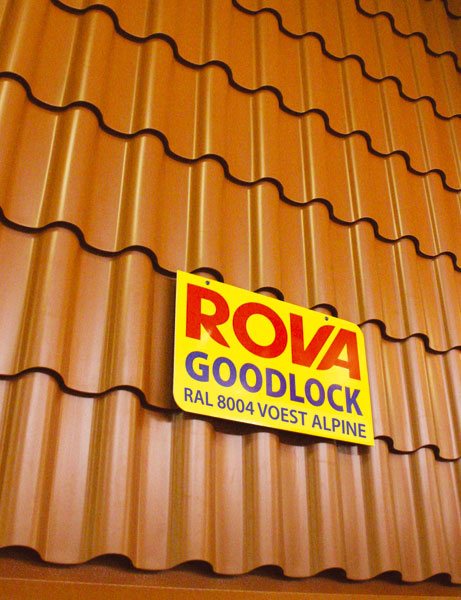 ROVA
GOODLOCK
RAL 8004 VOEST ALPINE